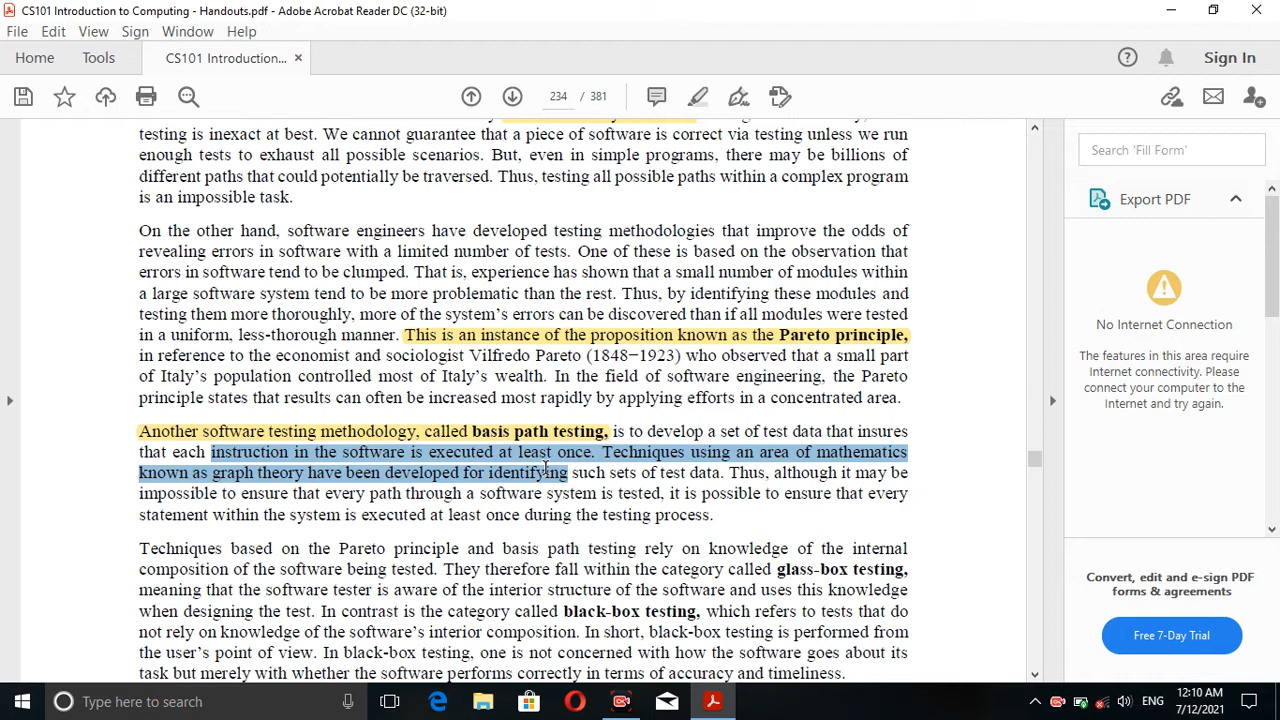 CS101 Introduction to Computing - Handouts.pdf - Adobe Acrobat Reader DC (32-bit)
File Edit View Sign Window Help
Home Tools CS101 Introduction... × Sign In
234 / 381
testing is inexact at best. We cannot guarantee that a piece of software is correct via testing unless we run
enough tests to exhaust all possible scenarios. But, even in simple programs, there may be billions of
different paths that could potentially be traversed. Thus, testing all possible paths within a complex program
is an impossible task.
On the other hand, software engineers have developed testing methodologies that improve the odds of
revealing errors in software with a limited number of tests. One of these is based on the observation that
errors in software tend to be clumped. That is, experience has shown that a small number of modules within
a large software system tend to be more problematic than the rest. Thus, by identifying these modules and
testing them more thoroughly, more of the system's errors can be discovered than if all modules were tested
in a uniform, less-thorough manner. This is an instance of the proposition known as the Pareto principle,
in reference to the economist and sociologist Vilfredo Pareto (1848−1923) who observed that a small part
of Italy's population controlled most of Italy's wealth. In the field of software engineering, the Pareto
principle states that results can often be increased most rapidly by applying efforts in a concentrated area.
Another software testing methodology, called basis path testing, is to develop a set of test data that insures
that each instruction in the software is executed at least once. Techniques using an area of mathematics
known as graph theory have been developed for identifying such sets of test data. Thus, although it may be
impossible to ensure that every path through a software system is tested, it is possible to ensure that every
statement within the system is executed at least once during the testing process.
Techniques based on the Pareto principle and basis path testing rely on knowledge of the internal
composition of the software being tested. They therefore fall within the category called glass-box testing,
meaning that the software tester is aware of the interior structure of the software and uses this knowledge
when designing the test. In contrast is the category called black-box testing, which refers to tests that do
not rely on knowledge of the software's interior composition. In short, black-box testing is performed from
the user's point of view. In black-box testing, one is not concerned with how the software goes about its
task but merely with whether the software performs correctly in terms of accuracy and timeliness.
Search 'Fill Form'
Export PDF
No Internet Connection
The features in this area require
Internet connectivity. Please
connect your computer to the
Internet and try again.
Convert, edit and e-sign PDF
forms & agreements
Free 7-Day Trial
Type here to search
ENG
12:10 AM
7/12/2021